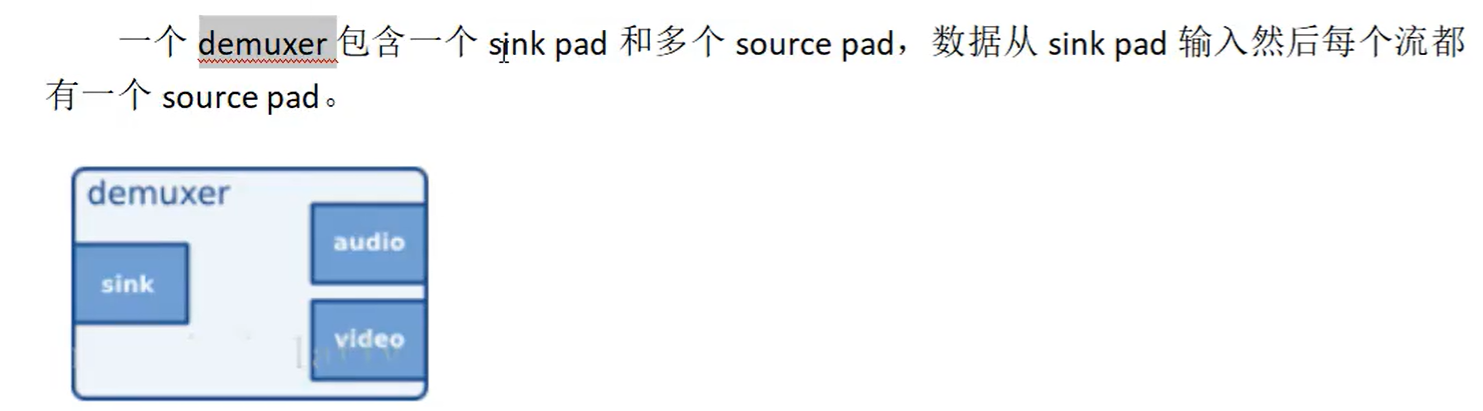 一个 demuxer 包含一个 sink pad 和多个 source pad，数据从 sink pad 输入然后每个流都
有一个 source pad。
demuxer
audio
sink
video